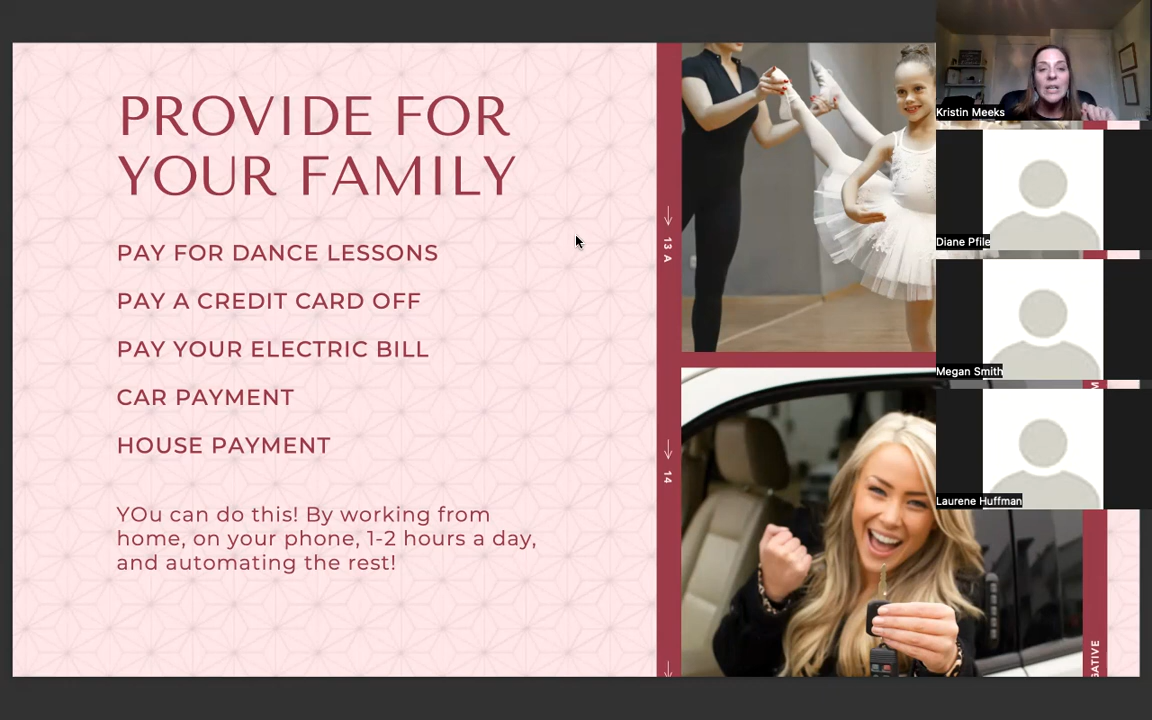 PROVIDE FOR
YOUR FAMILY
PAY FOR DANCE LESSONS
PAY A CREDIT CARD OFF
PAY YOUR ELECTRIC BILL
CAR PAYMENT
HOUSE PAYMENT
YOu can do this! By working from
home, on your phone, 1-2 hours a day,
and automating the rest!
13 A
14
Kristin Meeks
Diane Pfile
Megan Smith
Laurene Huffman